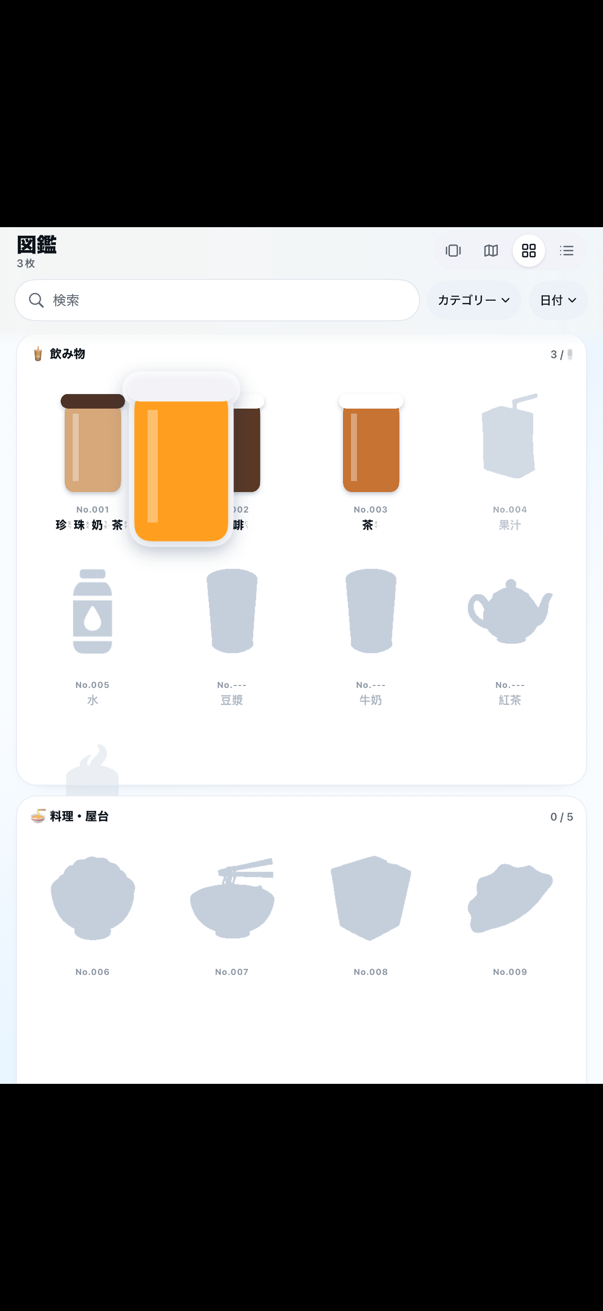 図鑑
3枚
検索
カテゴリー
日付
飲み物
3 /
No.001
珍珠奶茶
02
啡
No.003
茶
No.004
果汁
No.005
水
No.---
豆漿
No.---
牛奶
No.---
紅茶
料理・屋台
0 / 5
No.006
No.007
No.008
No.009